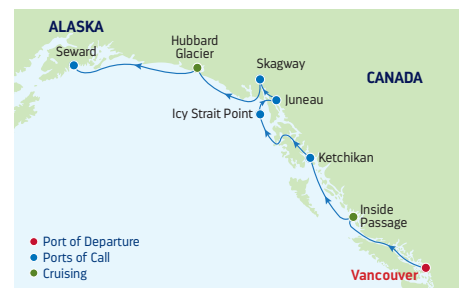 ALASKA
Seward
Hubbard
Glacier
Skagway
CANADA
Juneau
Icy Strait Point
Ketchikan
Inside
Passage
Port of Departure
Ports of Call
Cruising
Vancouver